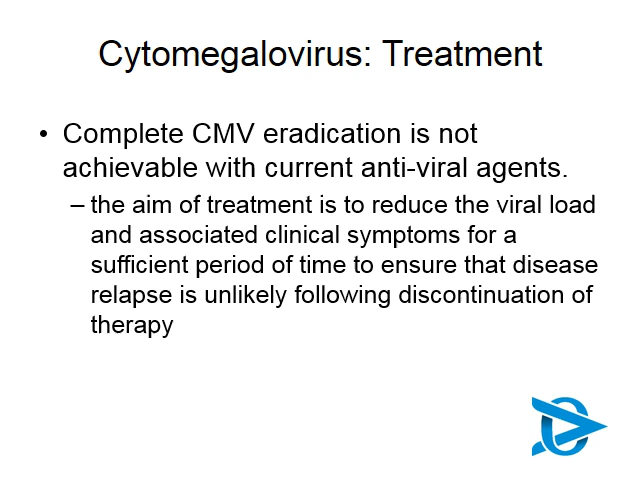 Cytomegalovirus: Treatment
• Complete CMV eradication is not
achievable with current anti-viral agents.
– the aim of treatment is to reduce the viral load
and associated clinical symptoms for a
sufficient period of time to ensure that disease
relapse is unlikely following discontinuation of
therapy